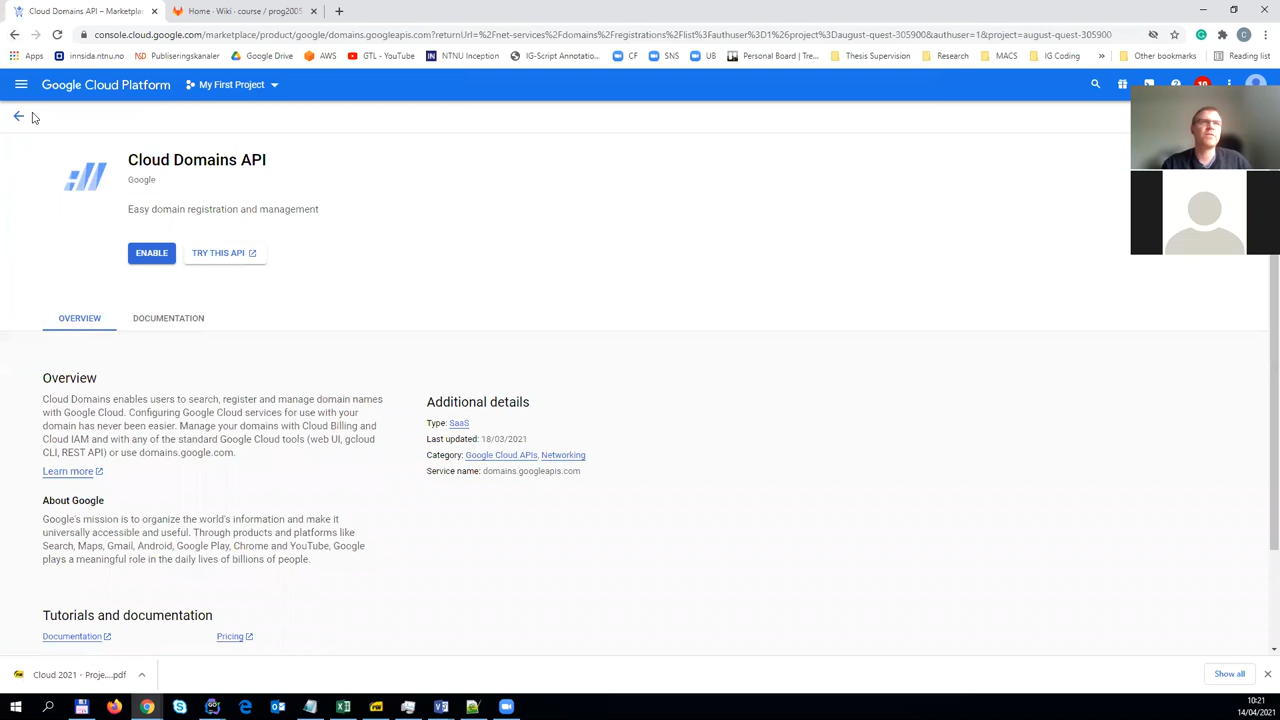 Cloud Domains API – Marketpla
Home · Wiki · course / prog2005
console.cloud.google.com/marketplace/product/google/domains.googleapis.com?returnUrl=%2Fnet-services%2Fdomains%2Fregistrations%2Flist%3Fauthuser%3D1%26project%3Daugust-quest-305900&authuser=1&project=august-quest-305900
Apps innsida.ntnu.no Publiseringskanaler Google Drive AWS GTL - YouTube NTNU Inception IG-Script Annotation... CF SNS UB Personal Board | Tre... Thesis Supervision Research MACS IG Coding » Other bookmarks Reading list
Google Cloud Platform My First Project 10
Cloud Domains API
Google
Easy domain registration and management
ENABLE TRY THIS API
OVERVIEW DOCUMENTATION
Overview
Cloud Domains enables users to search, register and manage domain names
with Google Cloud. Configuring Google Cloud services for use with your
domain has never been easier. Manage your domains with Cloud Billing and
Cloud IAM and with any of the standard Google Cloud tools (web UI, gcloud
CLI, REST API) or use domains.google.com.
Learn more
About Google
Google's mission is to organize the world's information and make it
universally accessible and useful. Through products and platforms like
Search, Maps, Gmail, Android, Google Play, Chrome and YouTube, Google
plays a meaningful role in the daily lives of billions of people.
Additional details
Type: SaaS
Last updated: 18/03/2021
Category: Google Cloud APIs, Networking
Service name: domains.googleapis.com
Tutorials and documentation
Documentation Pricing
Cloud 2021 - Proje....pdf Show all
10:21
14/04/2021